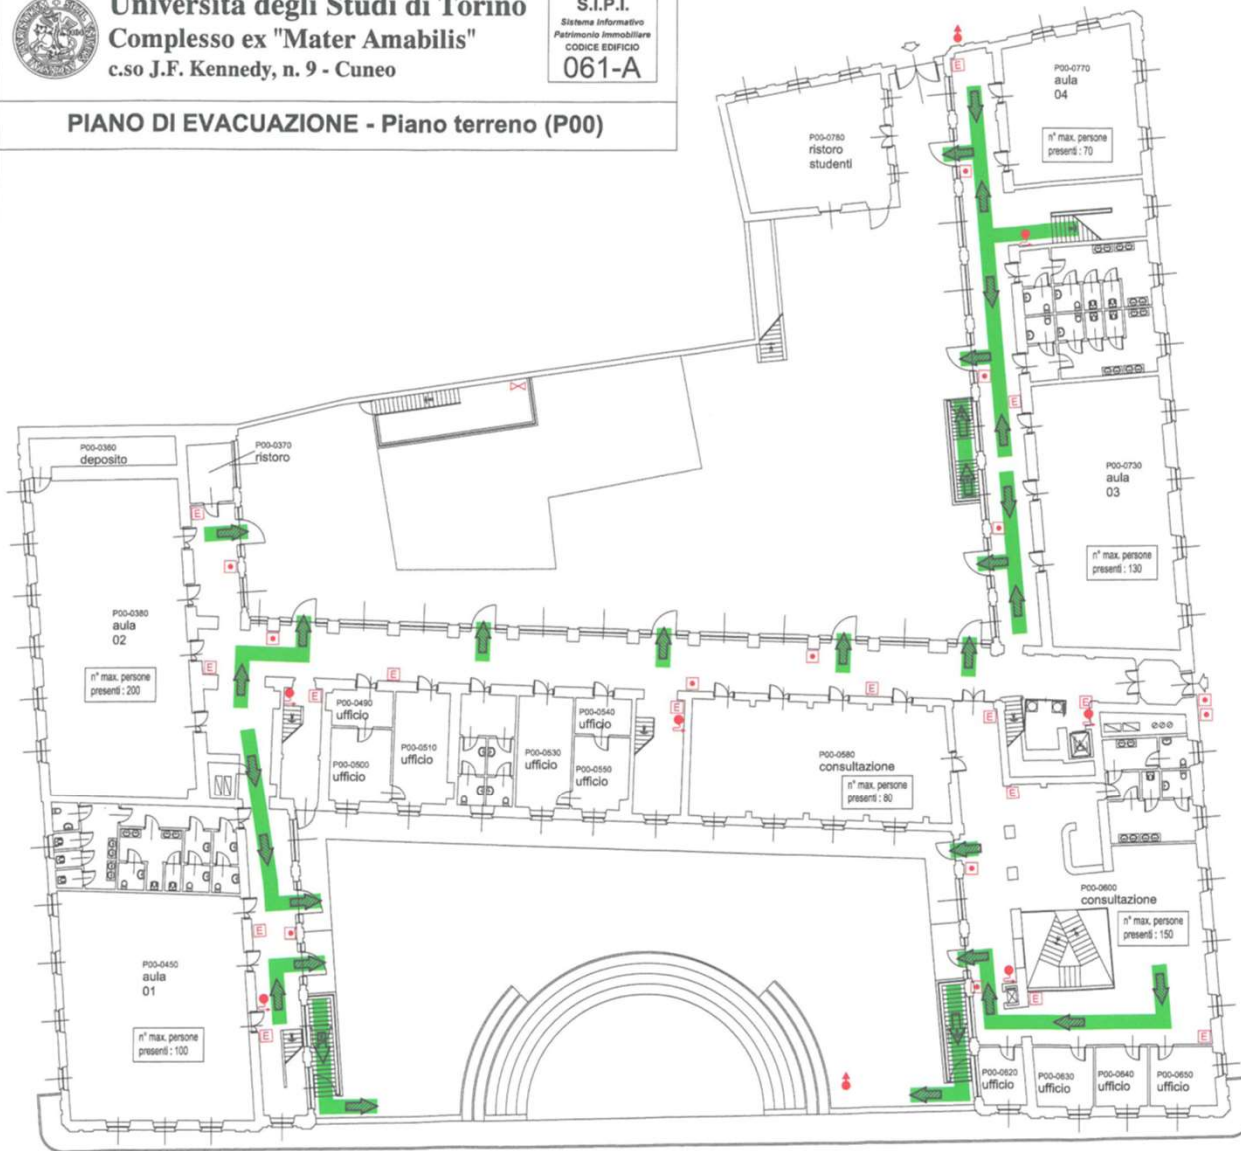 Università degli Studi di Torino
Complesso ex "Mater Amabilis"
c.so J.F. Kennedy, n. 9 - Cuneo
S.I.P.I.
Sistema Informativo
Patrimonio Immobiliare
CODICE EDIFICIO
061-A
PIANO DI EVACUAZIONE - Piano terreno (P00)
P00-0770
aula
04
n° max. persone
presenti : 70
P00-0780
ristoro
studenti
E
P00-0360
deposito
P00-0370
ristoro
E
E
P00-0730
aula
03
n° max. persone
presenti : 130
P00-0380
aula
02
n° max. persone
presenti : 200
E
E
E
E
E
E
E
P00-0490
ufficio
P00-0500
ufficio
P00-0510
ufficio
P00-0530
ufficio
P00-0540
ufficio
P00-0550
ufficio
P00-0580
consultazione
n° max. persone
presenti : 80
E
P00-0600
consultazione
n° max. persone
presenti : 150
E
P00-0450
aula
01
n° max. persone
presenti : 100
E
E
E
P00-0620
ufficio
P00-0630
ufficio
P00-0640
ufficio
P00-0650
ufficio